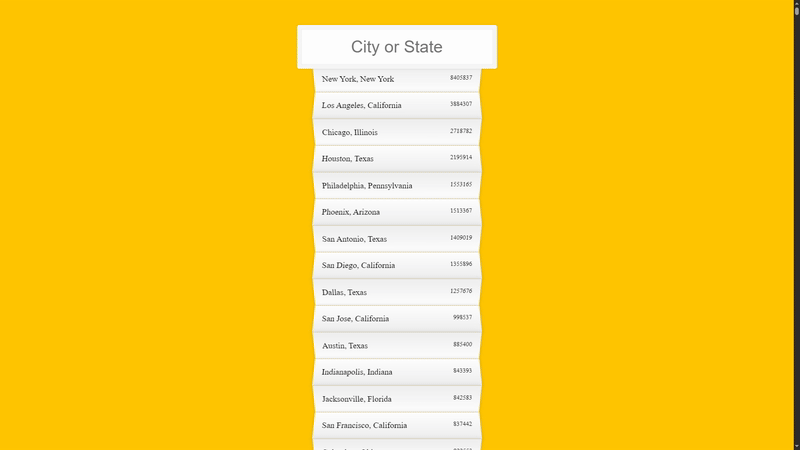 City or State
New York, New York 8405837
Los Angeles, California 3884307
Chicago, Illinois 2718782
Houston, Texas 2195914
Philadelphia, Pennsylvania 1553165
Phoenix, Arizona 1513367
San Antonio, Texas 1409019
San Diego, California 1355896
Dallas, Texas 1257676
San Jose, California 998537
Austin, Texas 885400
Indianapolis, Indiana 843393
Jacksonville, Florida 842583
San Francisco, California 837442